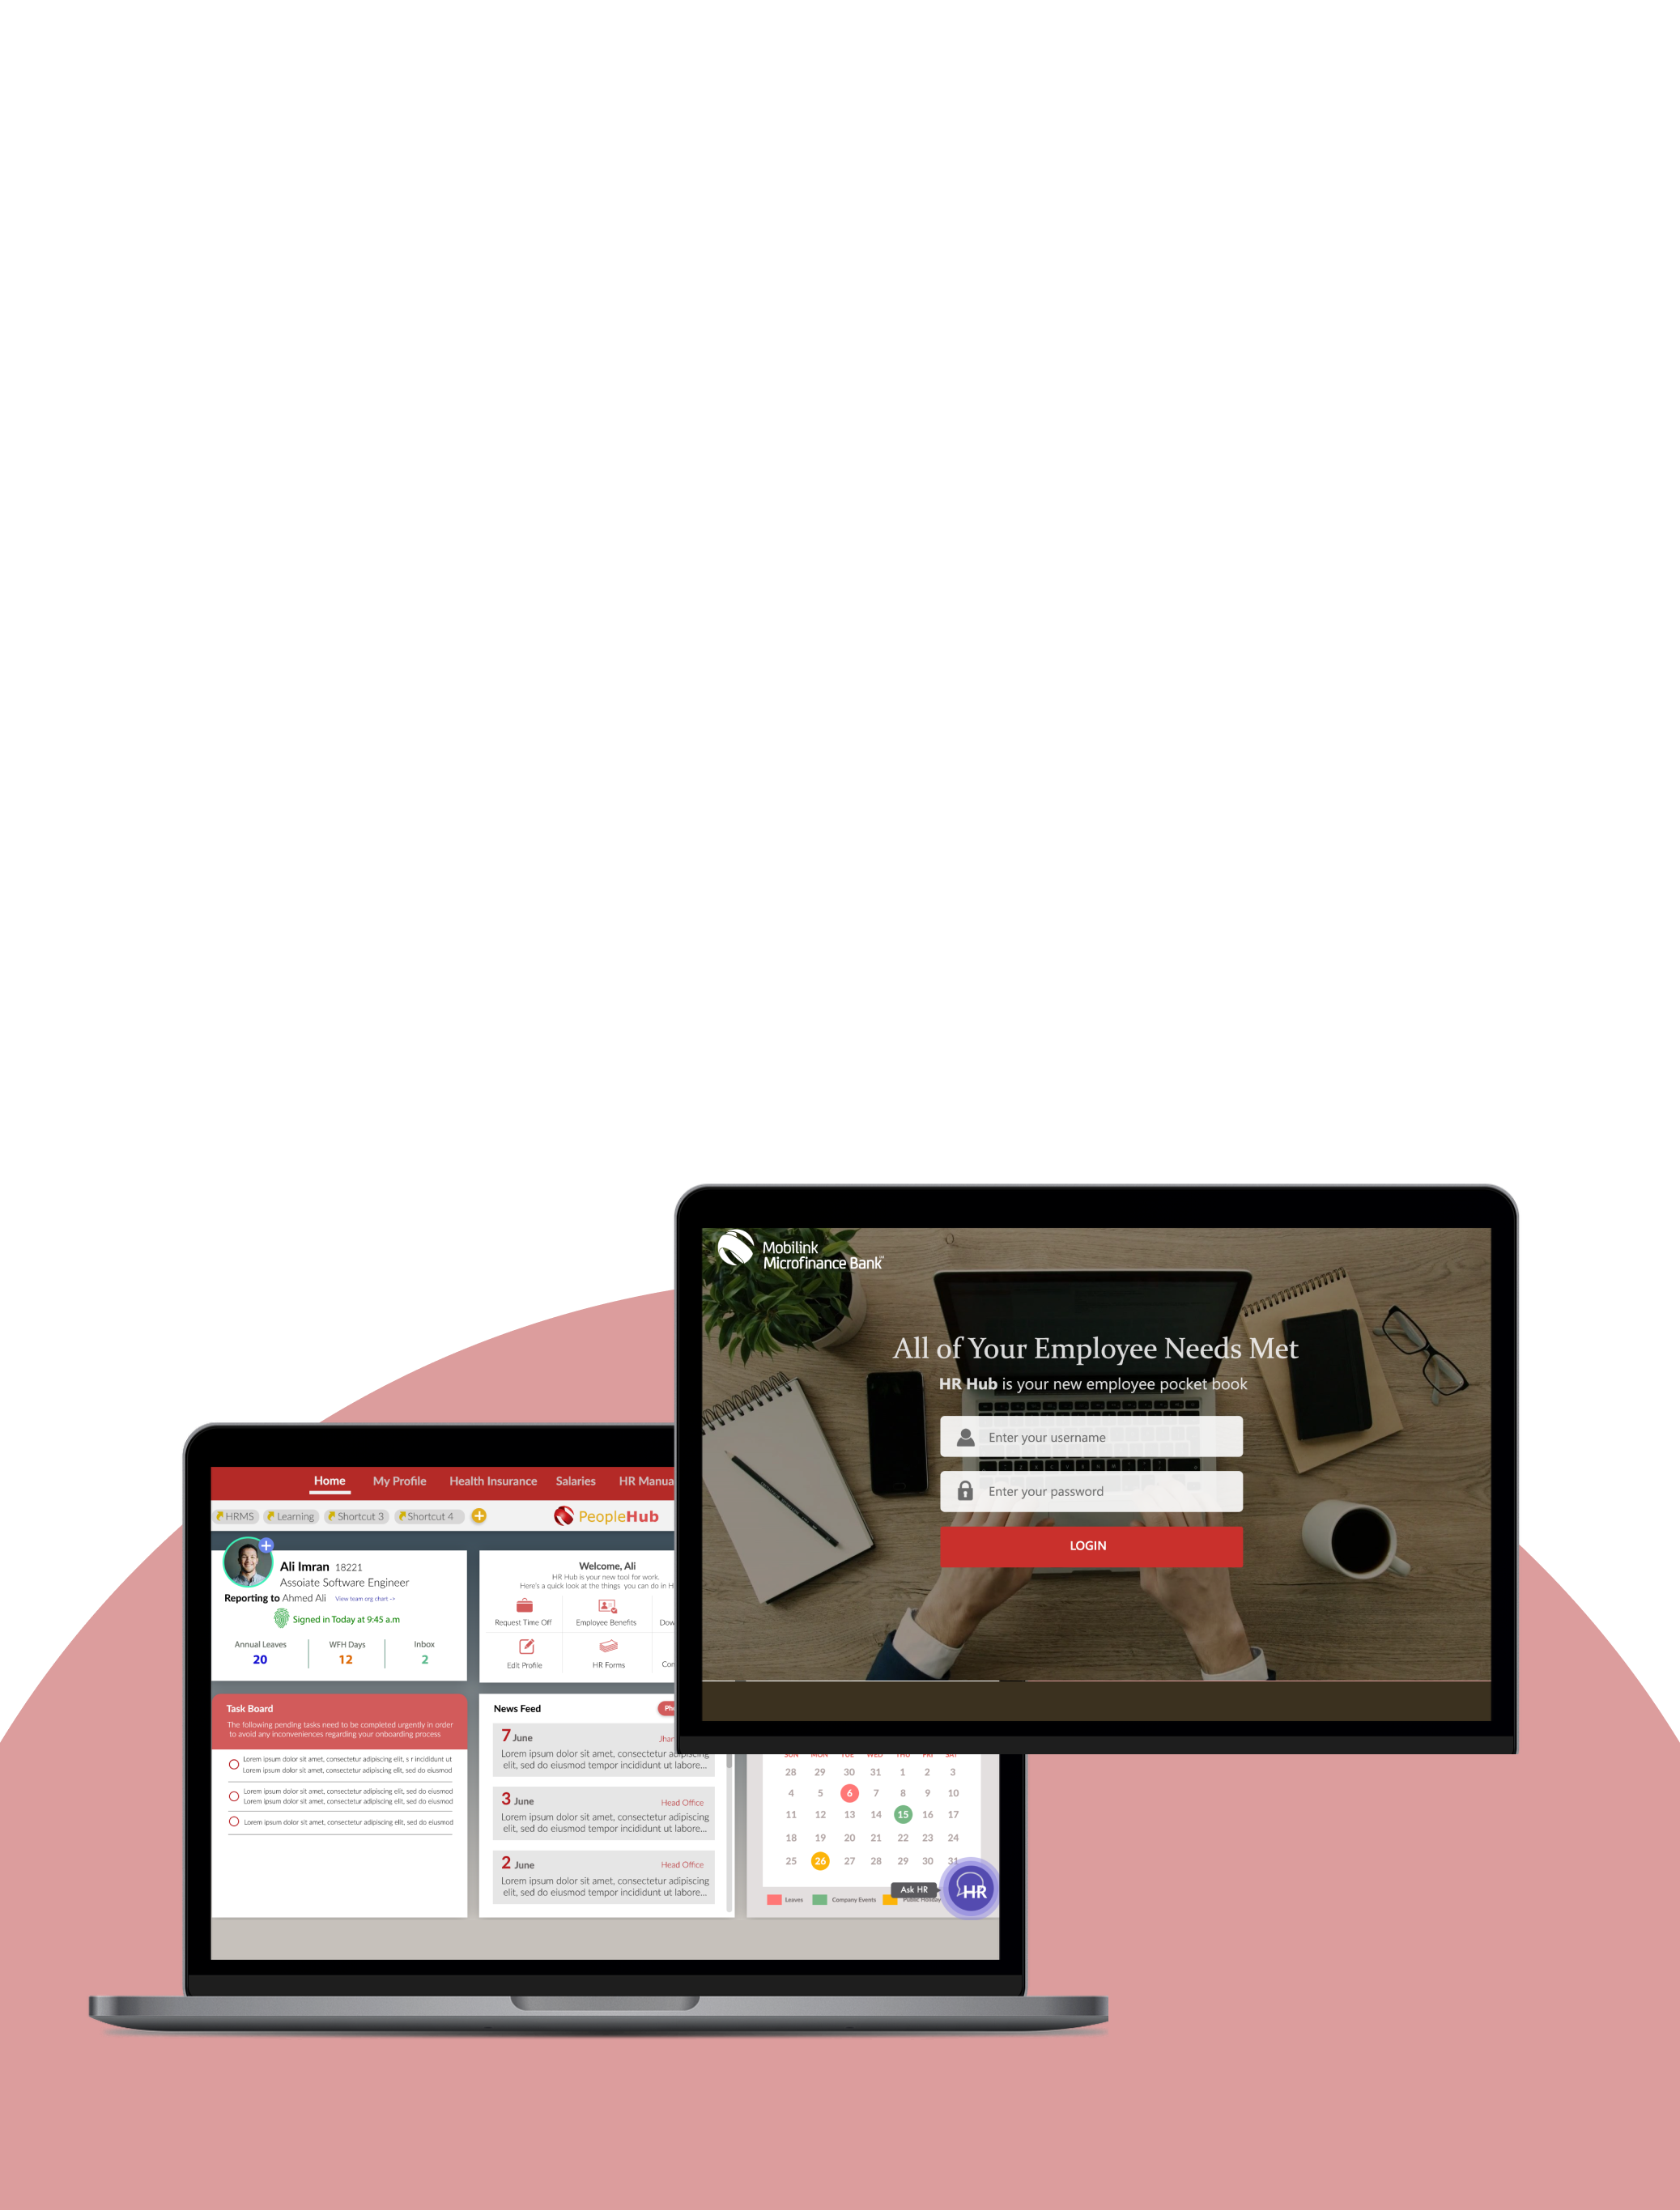 Mobilink
Microfinance Bank
All of Your Employee Needs Met
HR Hub is your new employee pocket book
Enter your username
Enter your password
LOGIN
Home My Profile Health Insurance Salaries HR Manua
HRMS Learning Shortcut 3 Shortcut 4
PeopleHub
Ali Imran 18221
Assoiate Software Engineer
Reporting to Ahmed Ali View team org chart ->
Signed in Today at 9:45 a.m
Annual Leaves WFH Days Inbox
20 12 2
Welcome, Ali
HR Hub is your new tool for work.
Here's a quick look at the things you can do in H
Request Time Off Employee Benefits Dow
Edit Profile HR Forms Con
Task Board
The following pending tasks need to be completed urgently in order
to avoid any inconveniences regarding your onboarding process
Lorem ipsum dolor sit amet, consectetur adipiscing elit, s r incididunt ut
Lorem ipsum dolor sit amet, consectetur adipiscing elit, sed do eiusmod
Lorem ipsum dolor sit amet, consectetur adipiscing elit, sed do eiusmod
Lorem ipsum dolor sit amet, consectetur adipiscing elit, sed do eiusmod
Lorem ipsum dolor sit amet, consectetur adipiscing elit, sed do eiusmod
News Feed
7 June
Lorem ipsum dolor sit amet, consectetur adipiscing
elit, sed do eiusmod tempor incididunt ut labore...
3 June Head Office
Lorem ipsum dolor sit amet, consectetur adipiscing
elit, sed do eiusmod tempor incididunt ut labore...
2 June Head Office
Lorem ipsum dolor sit amet, consectetur adipiscing
elit, sed do eiusmod tempor incididunt ut labore...
SUN MON TUE WED THU FRI SAT
28 29 30 31 1 2 3
4 5 6 7 8 9 10
11 12 13 14 15 16 17
18 19 20 21 22 23 24
25 26 27 28 29 30 31
Leaves Company Events Public Holiday
Ask HR
HR